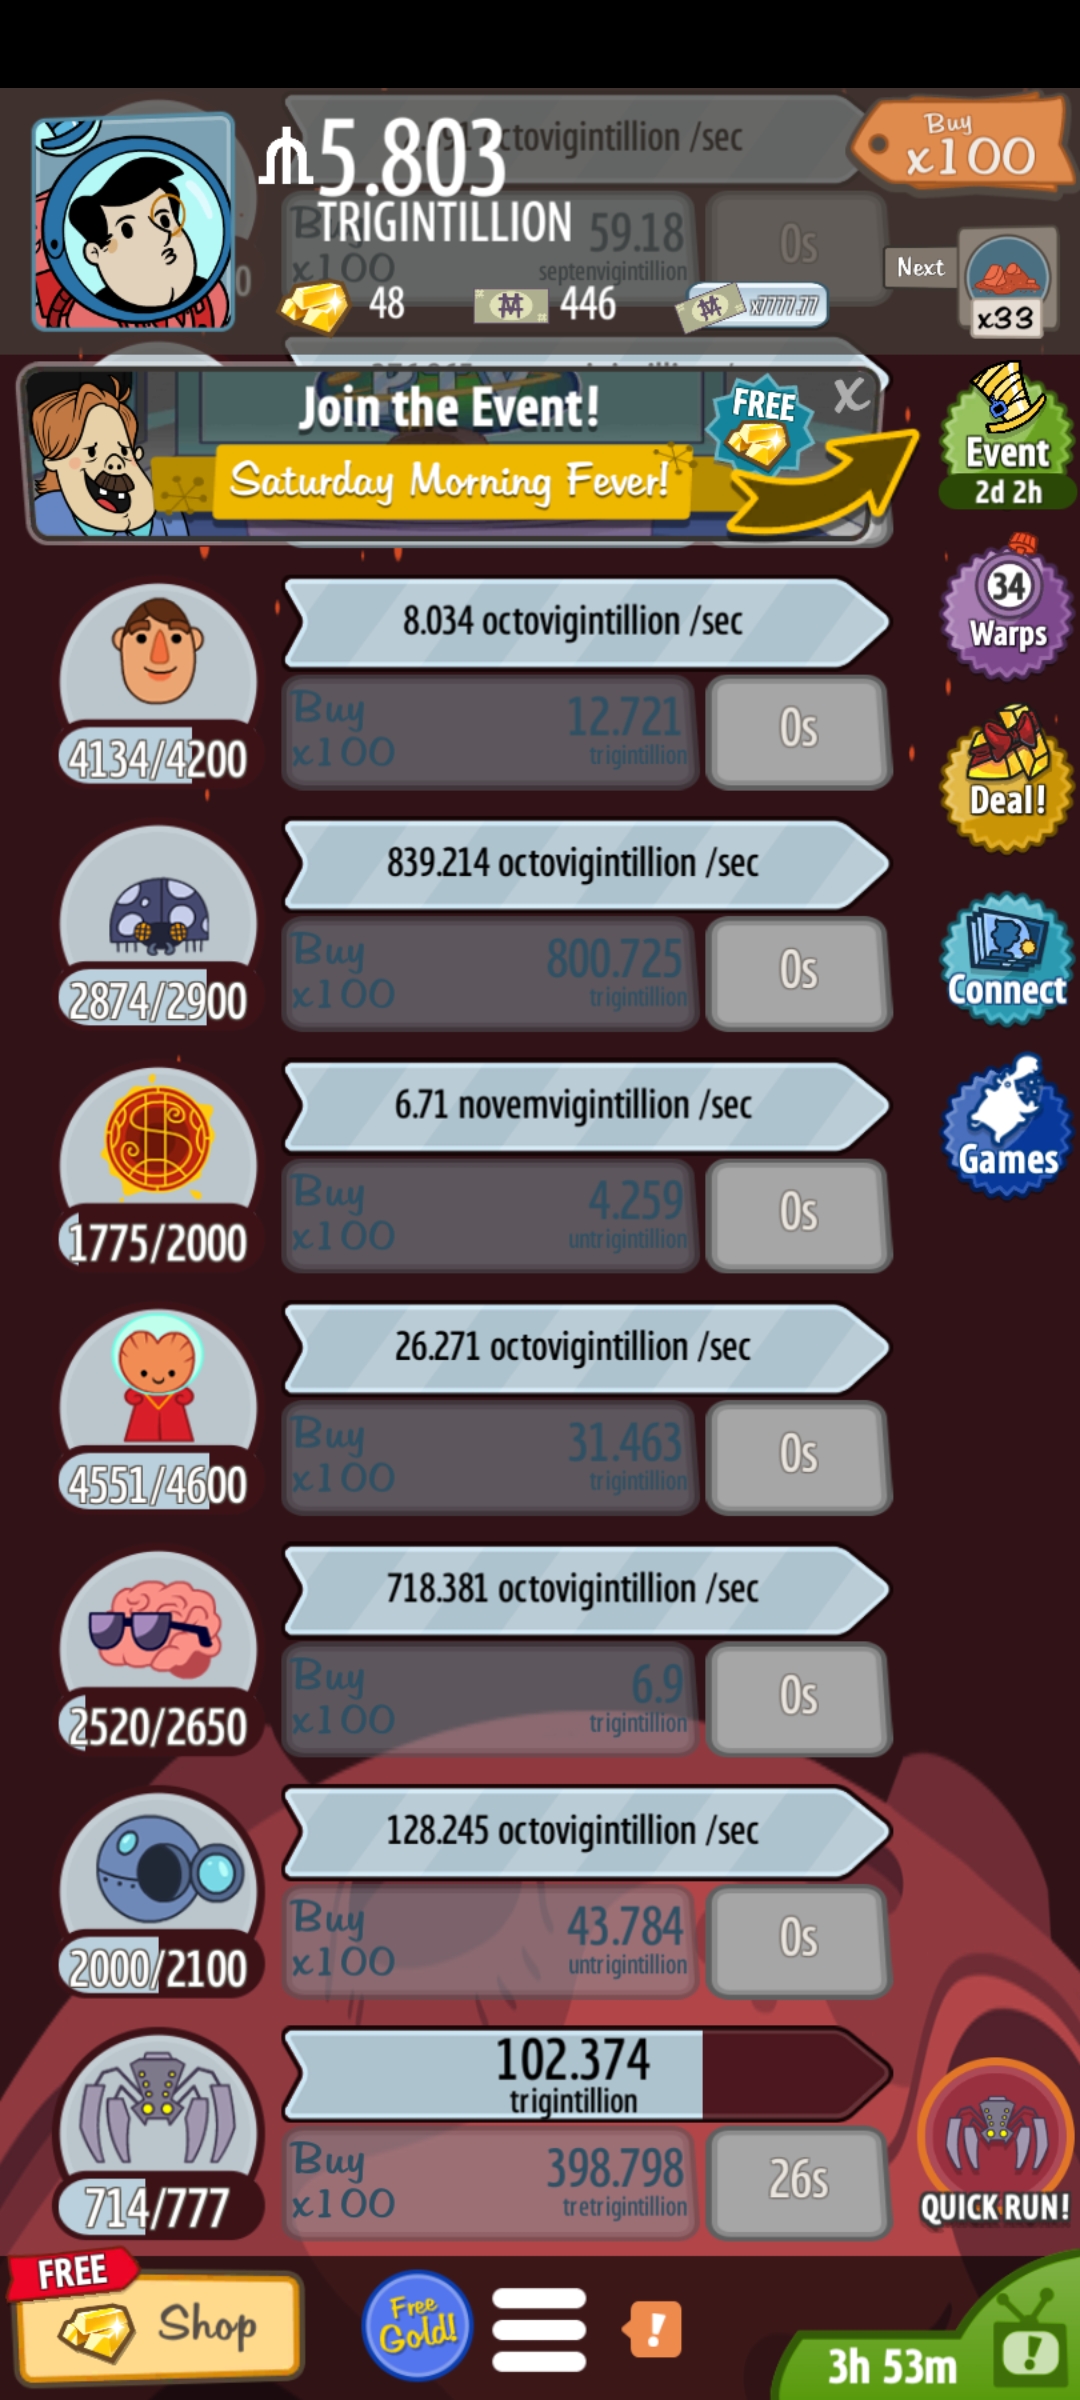 octovigintillion /sec
5.803
TRIGINTILLION
Buy
x100
Buy
x100
59.18
septenvigintillion
0s
48
446
x7777.77
Next
x33
Join the Event!
FREE
X
Saturday Morning Fever!
Event
2d 2h
8.034 octovigintillion /sec
4134/4200
Buy
x100
12.721
trigintillion
0s
34
Warps
Deal!
839.214 octovigintillion /sec
2874/2900
Buy
x100
800.725
trigintillion
0s
Connect
6.71 novemvigintillion /sec
1775/2000
Buy
x100
4.259
untrigintillion
0s
Games
26.271 octovigintillion /sec
4551/4600
Buy
x100
31.463
trigintillion
0s
718.381 octovigintillion /sec
2520/2650
Buy
x100
6.9
trigintillion
0s
128.245 octovigintillion /sec
2000/2100
Buy
x100
43.784
untrigintillion
0s
102.374
trigintillion
714/777
Buy
x100
398.798
tretrigintillion
26s
QUICK RUN!
FREE
Shop
Free
Gold!
!
3h 53m
!